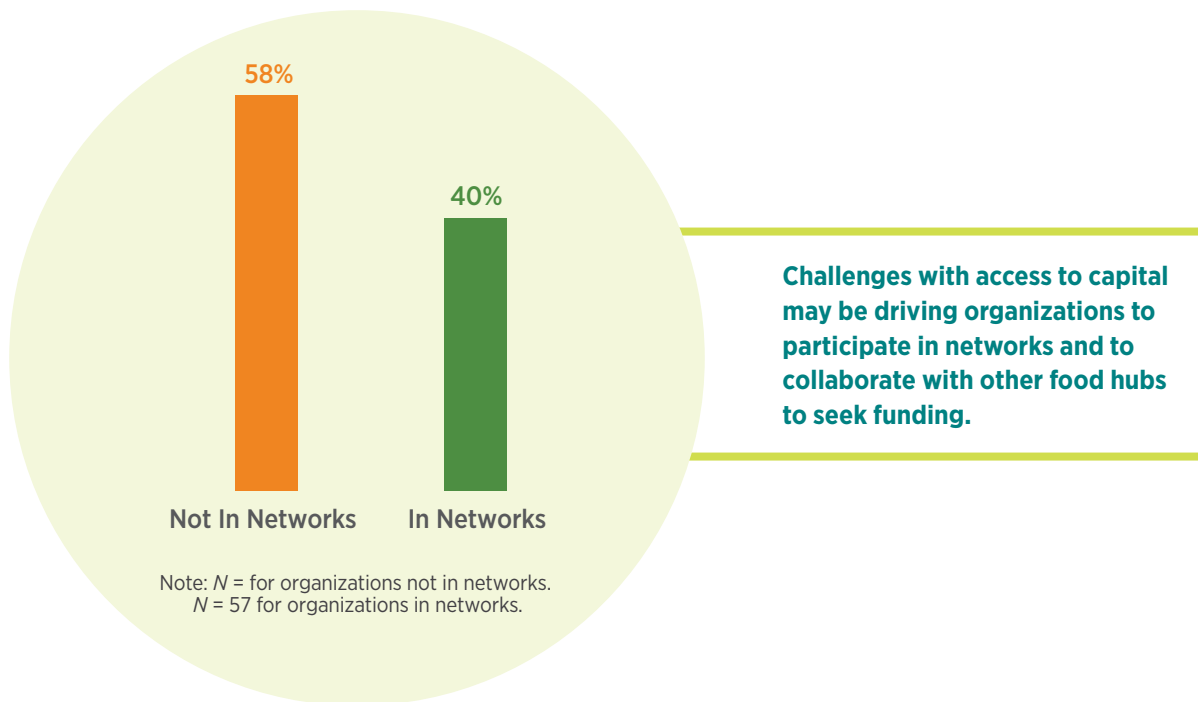 58%
40%
Not In Networks
In Networks
Note: N = for organizations not in networks.
N = 57 for organizations in networks.
Challenges with access to capital
may be driving organizations to
participate in networks and to
collaborate with other food hubs
to seek funding.